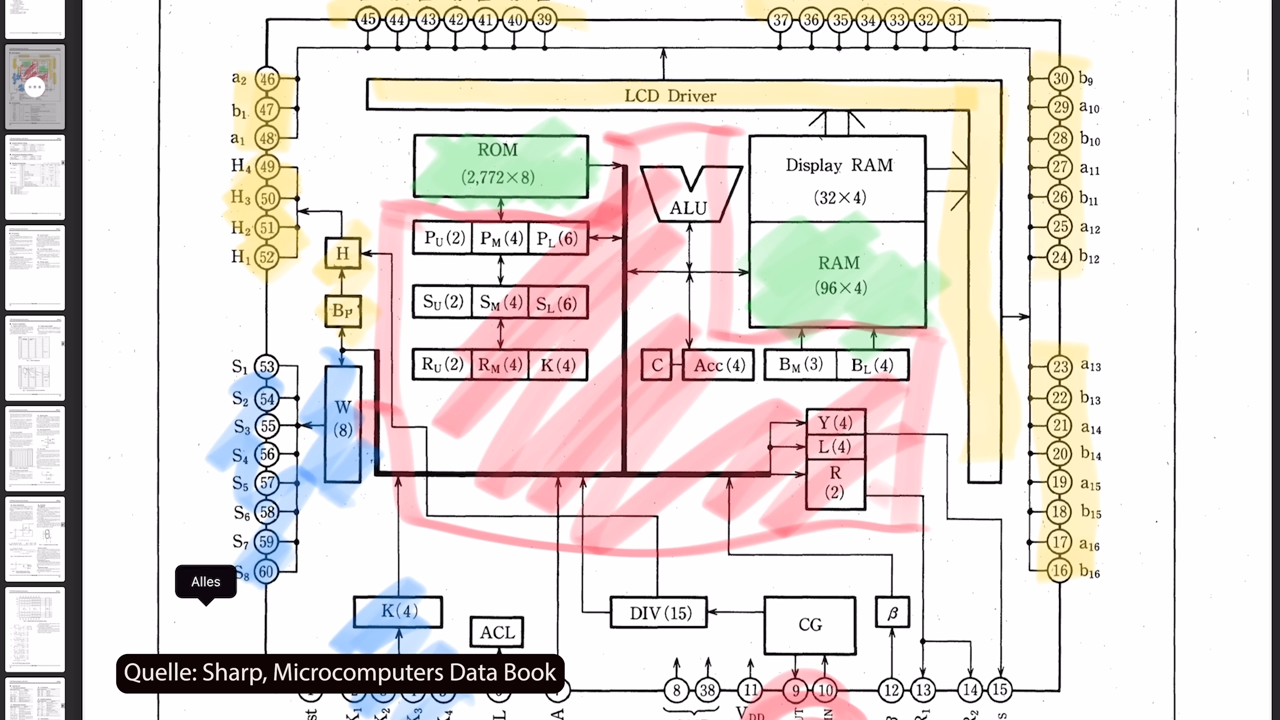 45 44 43 42 41 40 39 37 36 35 34 33 32 31
a2 46
b1 47
a1 48
H4 49
H3 50
H2 51
H1 52
S1 53
S2 54
S3 55
S4 56
S5 57
S6 58
S7 59
S8 60
30 b9
29 a10
28 b10
27 a11
26 b11
25 a12
24 b12
23 a13
22 b13
21 a14
20 b14
19 a15
18 b15
17 a16
16 b16
LCD Driver
ROM
(2,772×8)
ALU
Display RAM
(32×4)
RAM
(96×4)
PU(2) PM(4) PL(6)
SU(2) SM(4) SL(6)
RU(2) RM(4) K(4)
C Acc(4) BM(3) BL(4)
H
BP
W
(8)
Y(4)
L(4)
R
(2)
K(4)
ACL
DIV(15)
CG
β
8 38 11 9 10 12 13 14 15
VDD
Alles
Quelle: Sharp, Microcomputers Data Book